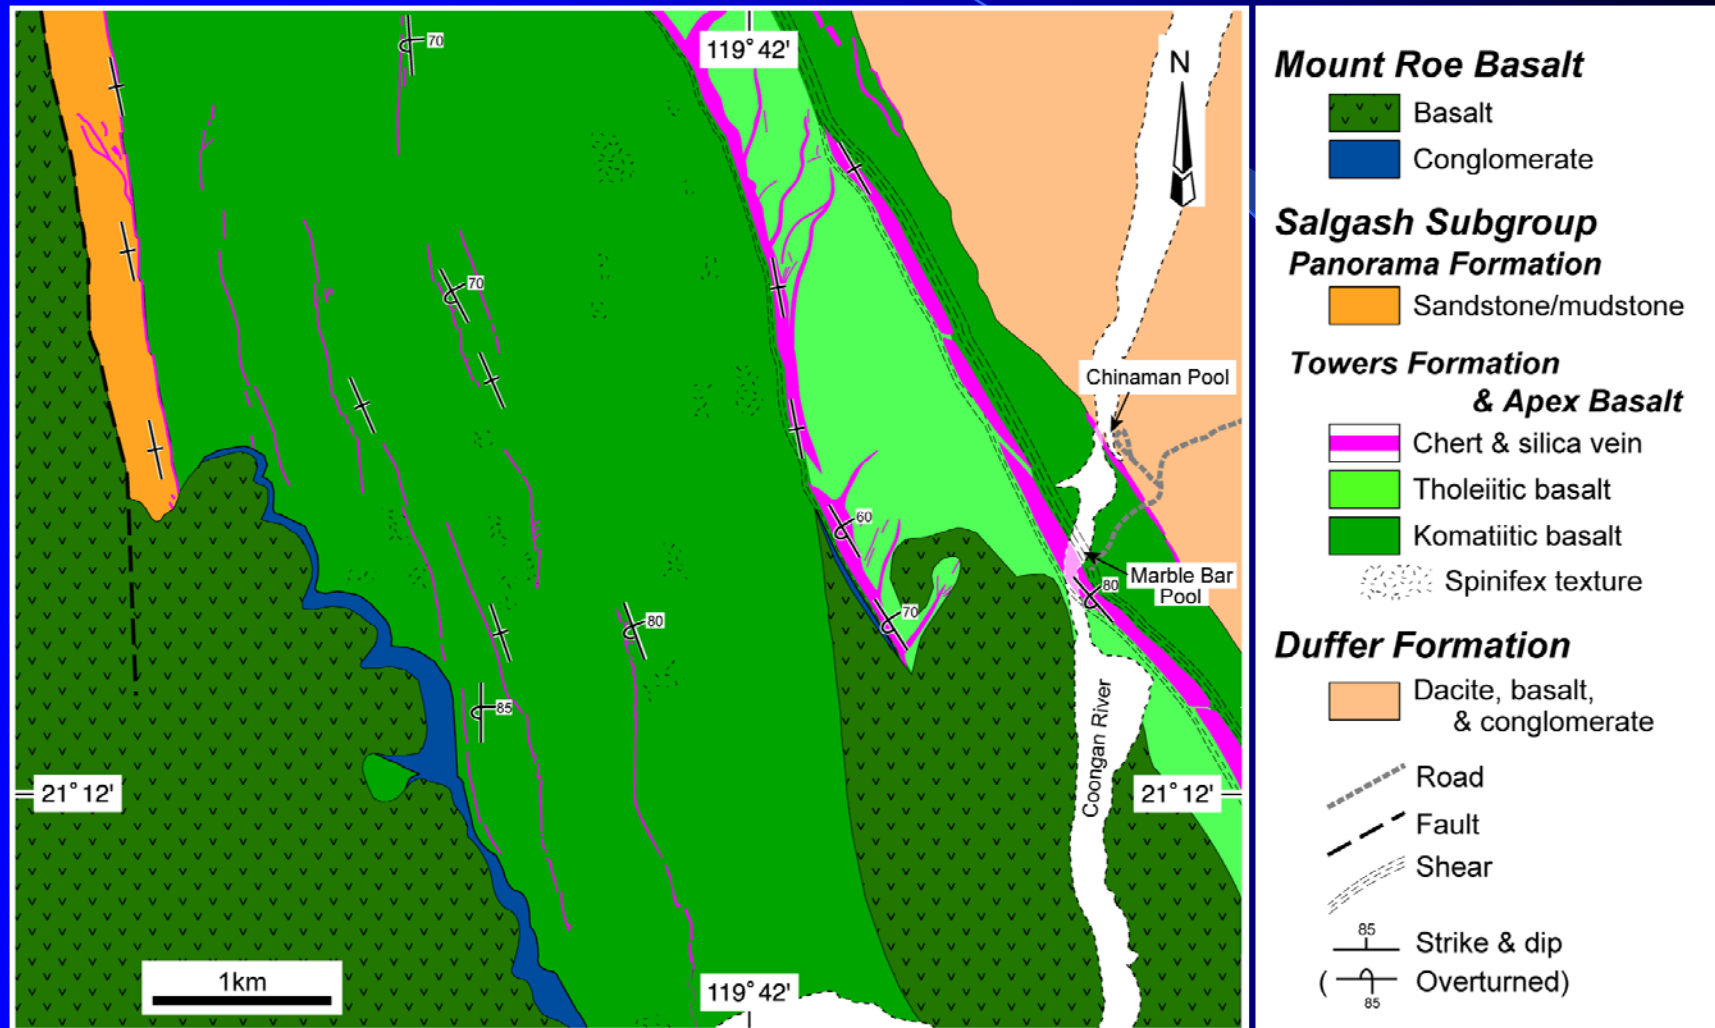 119° 42'
N
70
70
Chinaman Pool
60
Marble Bar
Pool
80
70
80
85
Coongan River
21° 12'
21° 12'
1km
119° 42'
Mount Roe Basalt
Basalt
Conglomerate
Salgash Subgroup
Panorama Formation
Sandstone/mudstone
Towers Formation
& Apex Basalt
Chert & silica vein
Tholeiitic basalt
Komatiitic basalt
Spinifex texture
Duffer Formation
Dacite, basalt,
& conglomerate
Road
Fault
Shear
85
Strike & dip
( Overturned)
85